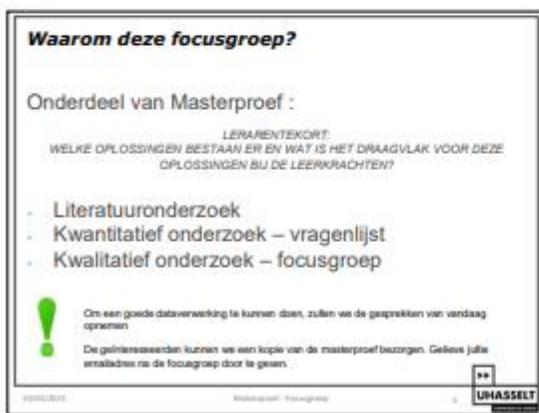 Waarom deze focusgroep?
Onderdeel van Masterproef :
LERARENTEKORT:
WELKE OPLOSSINGEN BESTAAN ER EN WAT IS HET DRAAGVLAK VOOR DEZE
OPLOSSINGEN BIJ DE LEERKRACHTEN?
- Literatuuronderzoek
- Kwantitatief onderzoek – vragenlijst
- Kwalitatief onderzoek – focusgroep
Om een goede dataverwerking te kunnen doen, zullen we de gesprekken van vandaag
opnemen
De geïnteresseerden kunnen we een kopie van de masterproef bezorgen. Gelieve jullie
emailadres na de focusgroep door te geven.
Masterproef - Focusgroep
UHASSELT